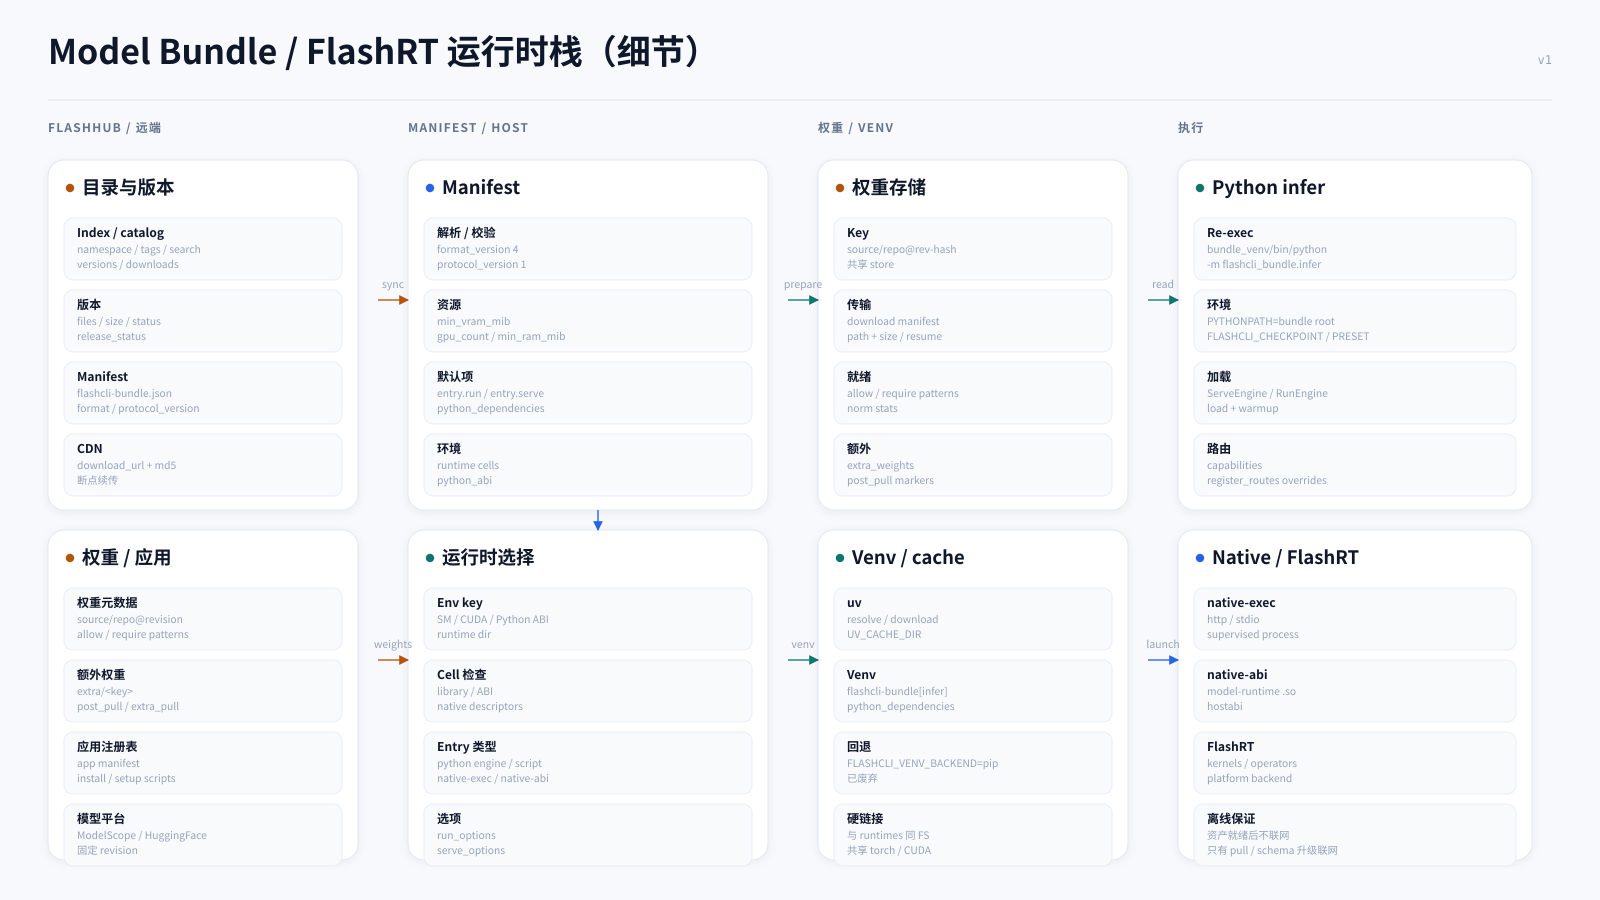 Model Bundle / FlashRT 运行时栈（细节）
v1
FLASHHUB / 远端
MANIFEST / HOST
权重 / VENV
执行
目录与版本
Index / catalog
namespace / tags / search
versions / downloads
版本
files / size / status
release_status
Manifest
flashcli-bundle.json
format / protocol_version
CDN
download_url + md5
断点续传
sync
Manifest
解析 / 校验
format_version 4
protocol_version 1
资源
min_vram_mib
gpu_count / min_ram_mib
默认项
entry.run / entry.serve
python_dependencies
环境
runtime cells
python_abi
prepare
权重存储
Key
source/repo@rev-hash
共享 store
传输
download manifest
path + size / resume
就绪
allow / require patterns
norm stats
额外
extra_weights
post_pull markers
read
Python infer
Re-exec
bundle_venv/bin/python
-m flashcli_bundle.infer
环境
PYTHONPATH=bundle root
FLASHCLI_CHECKPOINT / PRESET
加载
ServeEngine / RunEngine
load + warmup
路由
capabilities
register_routes overrides
权重 / 应用
权重元数据
source/repo@revision
allow / require patterns
额外权重
extra/<key>
post_pull / extra_pull
应用注册表
app manifest
install / setup scripts
模型平台
ModelScope / HuggingFace
固定 revision
weights
运行时选择
Env key
SM / CUDA / Python ABI
runtime dir
Cell 检查
library / ABI
native descriptors
Entry 类型
python engine / script
native-exec / native-abi
选项
run_options
serve_options
venv
Venv / cache
uv
resolve / download
UV_CACHE_DIR
Venv
flashcli-bundle[infer]
python_dependencies
回退
FLASHCLI_VENV_BACKEND=pip
已废弃
硬链接
与 runtimes 同 FS
共享 torch / CUDA
launch
Native / FlashRT
native-exec
http / stdio
supervised process
native-abi
model-runtime .so
hostabi
FlashRT
kernels / operators
platform backend
离线保证
资产就绪后不联网
只有 pull / schema 升级联网